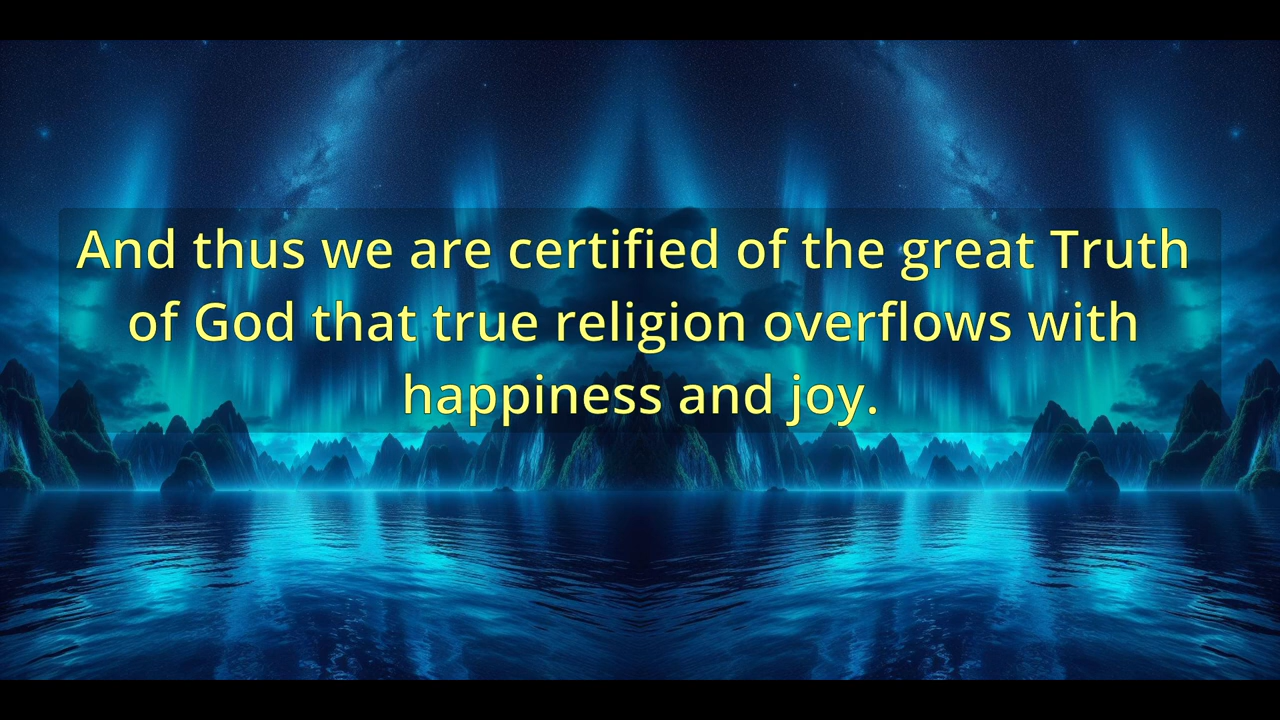 And thus we are certified of the great Truth
of God that true religion overflows with
happiness and joy.